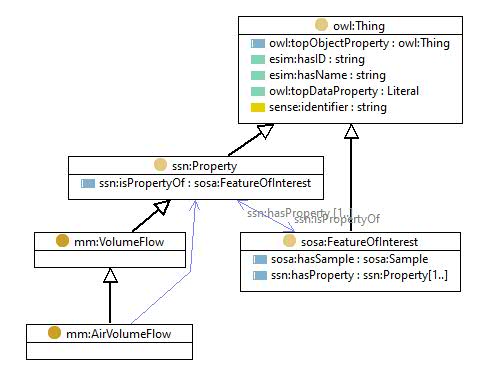 owl:Thing
owl:topObjectProperty : owl:Thing
esim:hasID : string
esim:hasName : string
owl:topDataProperty : Literal
sense:identifier : string
ssn:Property
ssn:isPropertyOf : sosa:FeatureOfInterest
ssn:hasProperty [1..]
ssn:isPropertyOf
mm:VolumeFlow
sosa:FeatureOfInterest
sosa:hasSample : sosa:Sample
ssn:hasProperty : ssn:Property[1..]
mm:AirVolumeFlow